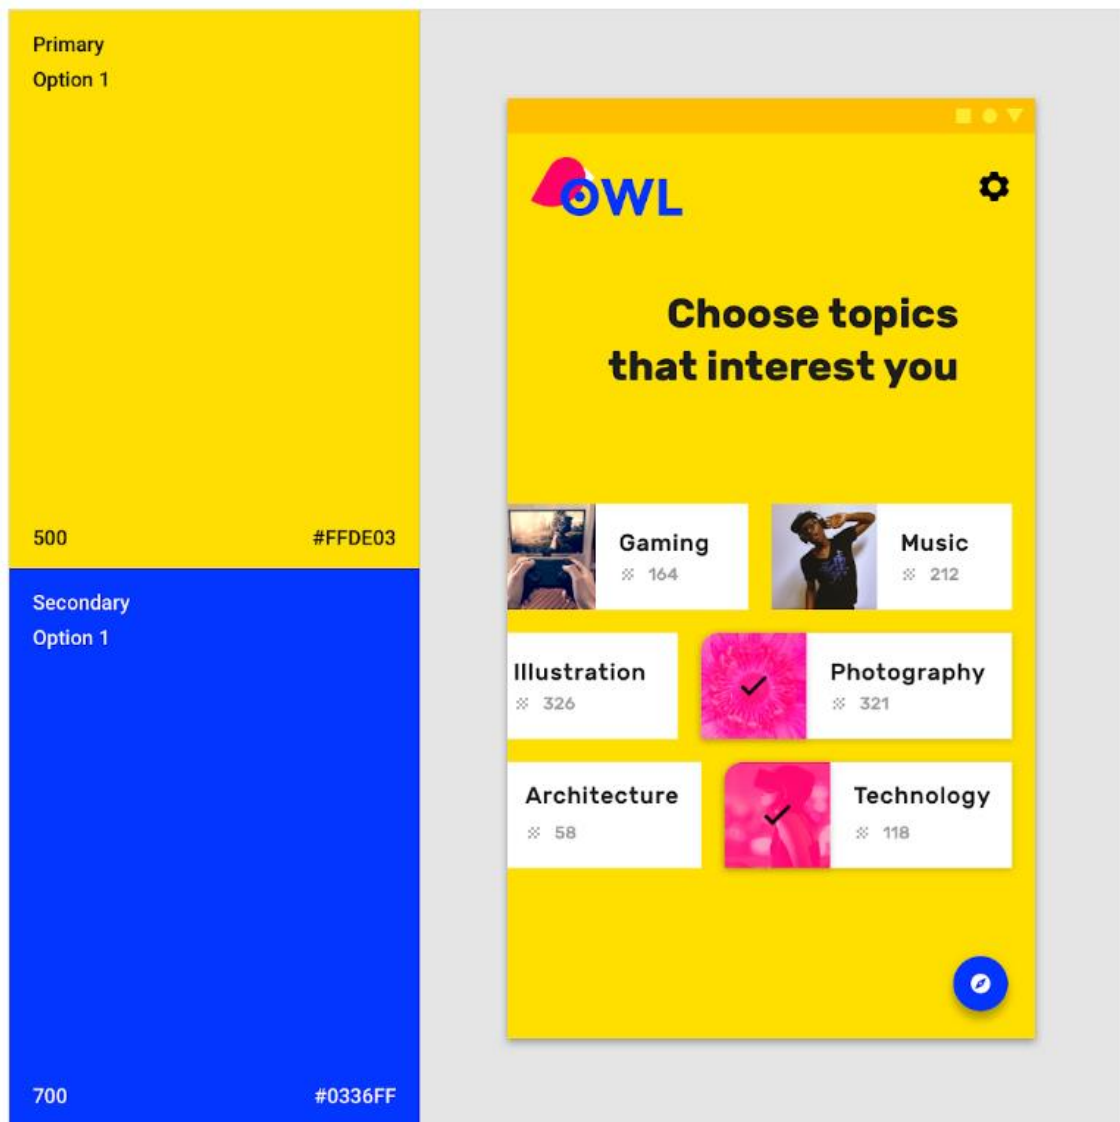 Primary
Option 1
500 #FFDE03
Secondary
Option 1
700 #0336FF
OWL
Choose topics
that interest you
Gaming
164
Music
212
Illustration
326
Photography
321
Architecture
58
Technology
118